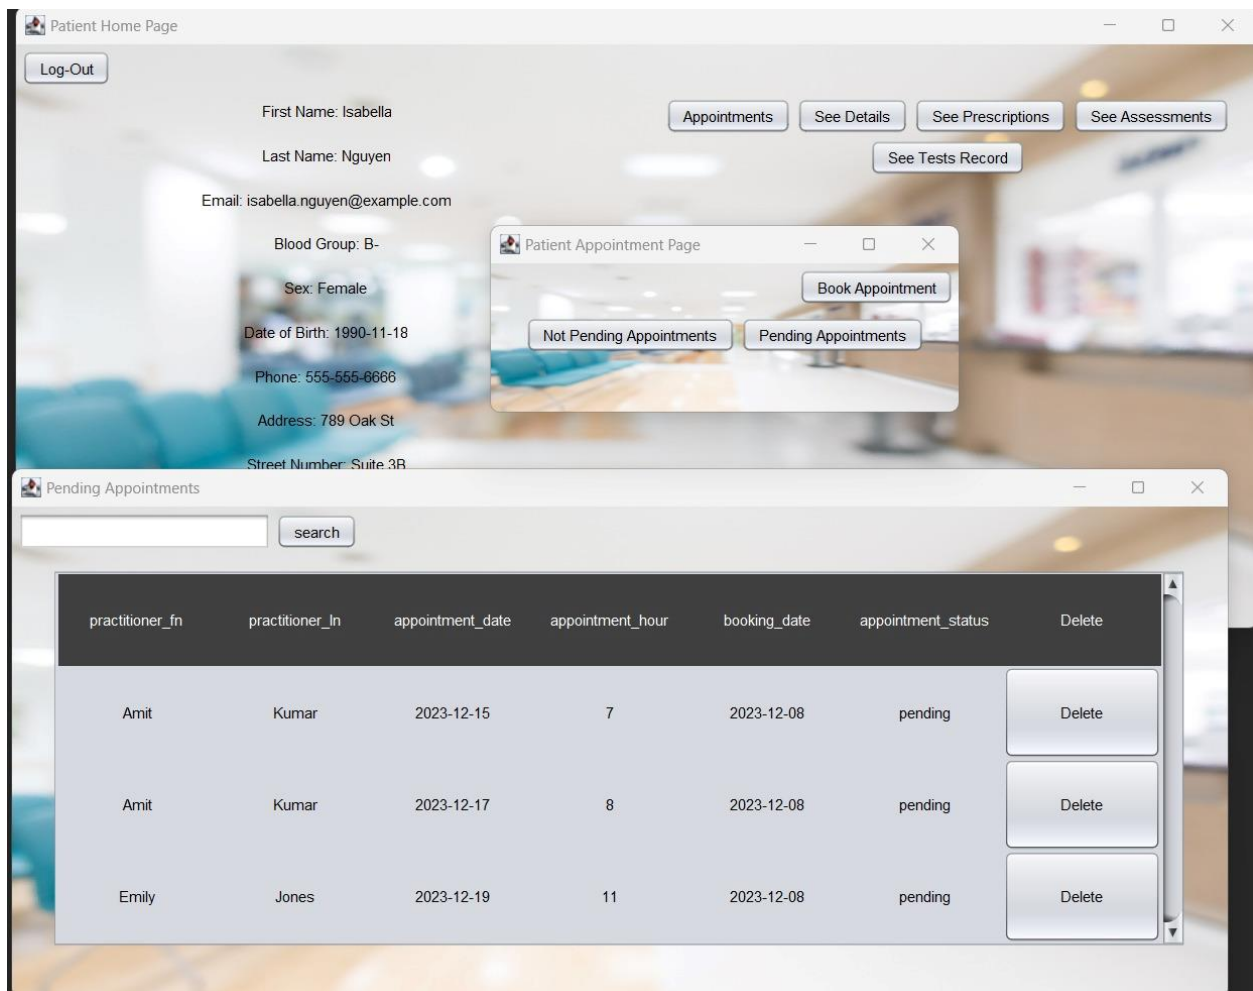 Patient Home Page
Log-Out
First Name: Isabella
Appointments See Details See Prescriptions See Assessments
Last Name: Nguyen
See Tests Record
Email: isabella.nguyen@example.com
Blood Group: B-
Patient Appointment Page
Sex: Female
Book Appointment
Date of Birth: 1990-11-18
Not Pending Appointments Pending Appointments
Phone: 555-555-6666
Address: 789 Oak St
Street Number: Suite 3B
Pending Appointments
search
practitioner_fn practitioner_ln appointment_date appointment_hour booking_date appointment_status Delete
Amit Kumar 2023-12-15 7 2023-12-08 pending Delete
Amit Kumar 2023-12-17 8 2023-12-08 pending Delete
Emily Jones 2023-12-19 11 2023-12-08 pending Delete